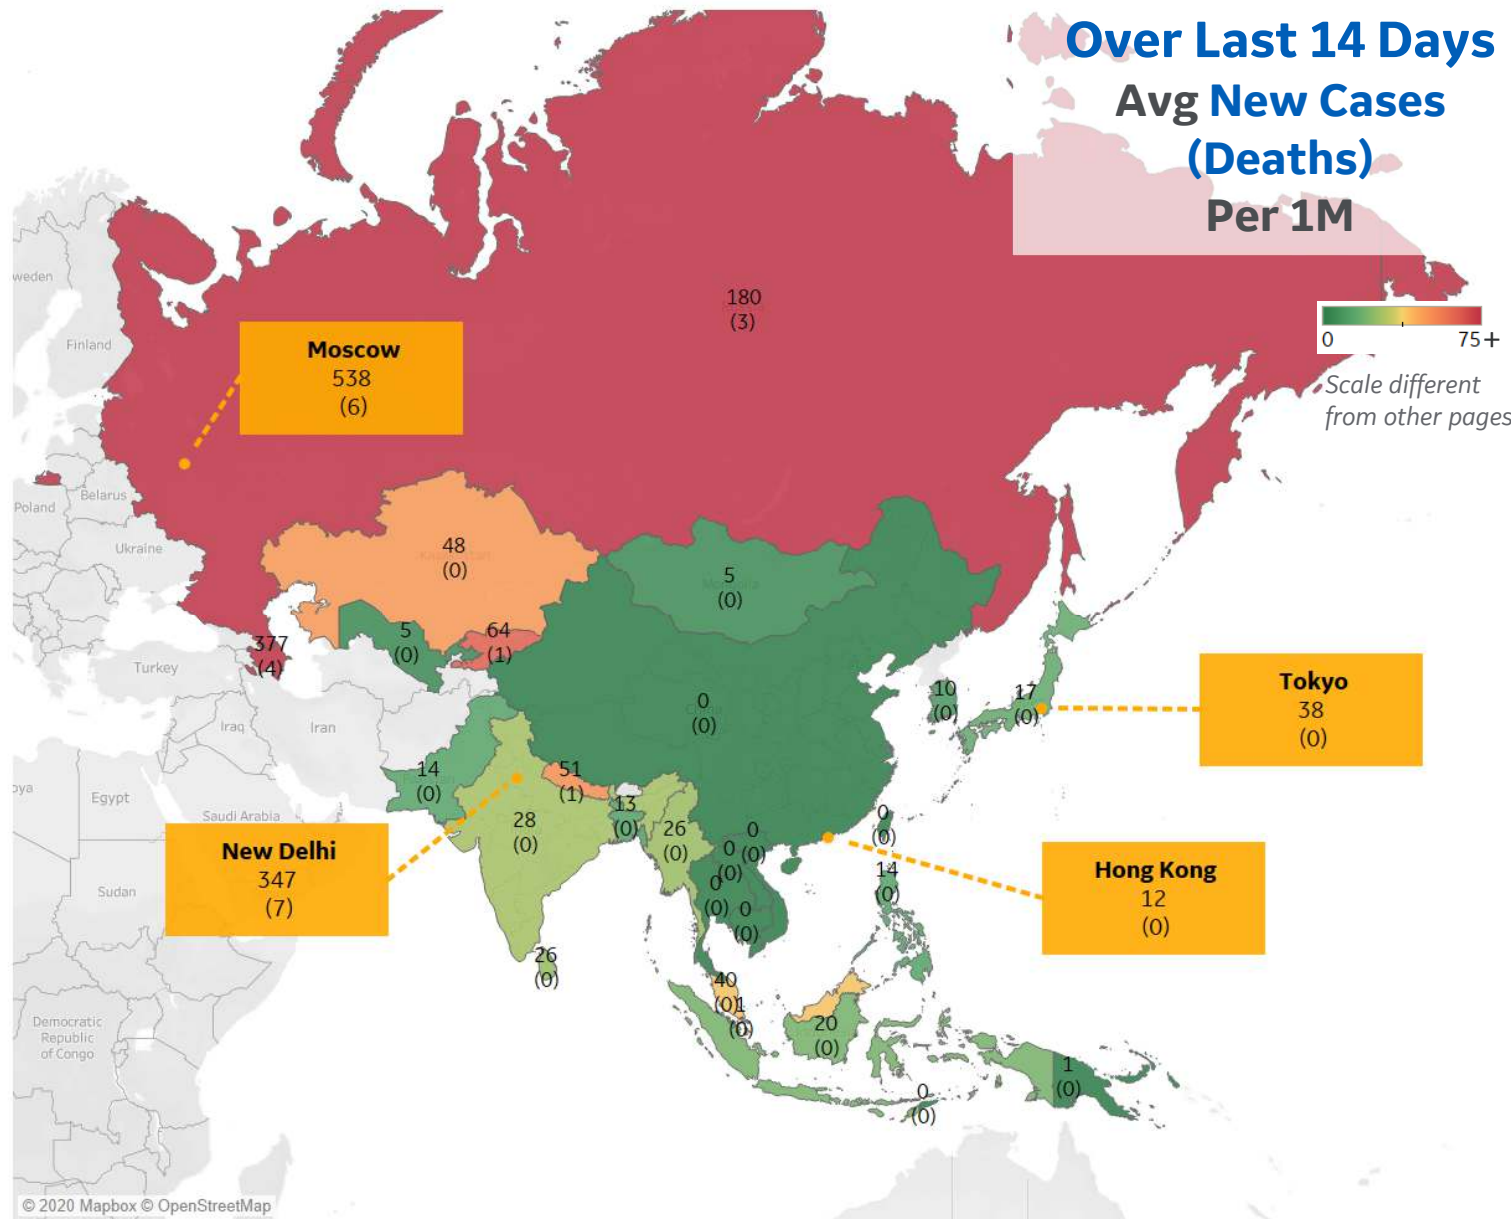 Over Last 14 Days
Avg New Cases
(Deaths)
Per 1M
0 75+
Scale different
from other pages
180
(3)
weden
Finland
Moscow
538
(6)
Poland
Belarus
Ukraine
48
(0)
5
(0)
5
(0)
64
(1)
377
(4)
Turkey
Iraq
Iran
0
(0)
10
(0)
17
(0)
Tokyo
38
(0)
14
(0)
51
(1)
13
(0)
28
(0)
26
(0)
oya
Egypt
Saudi Arabia
New Delhi
347
(7)
Sudan
0
(0)
0
(0)
0
(0)
0
(0)
0
(0)
14
(0)
Hong Kong
12
(0)
26
(0)
40
(0)
1
(0)
20
(0)
Democratic
Republic
of Congo
0
(0)
1
(0)
© 2020 Mapbox © OpenStreetMap